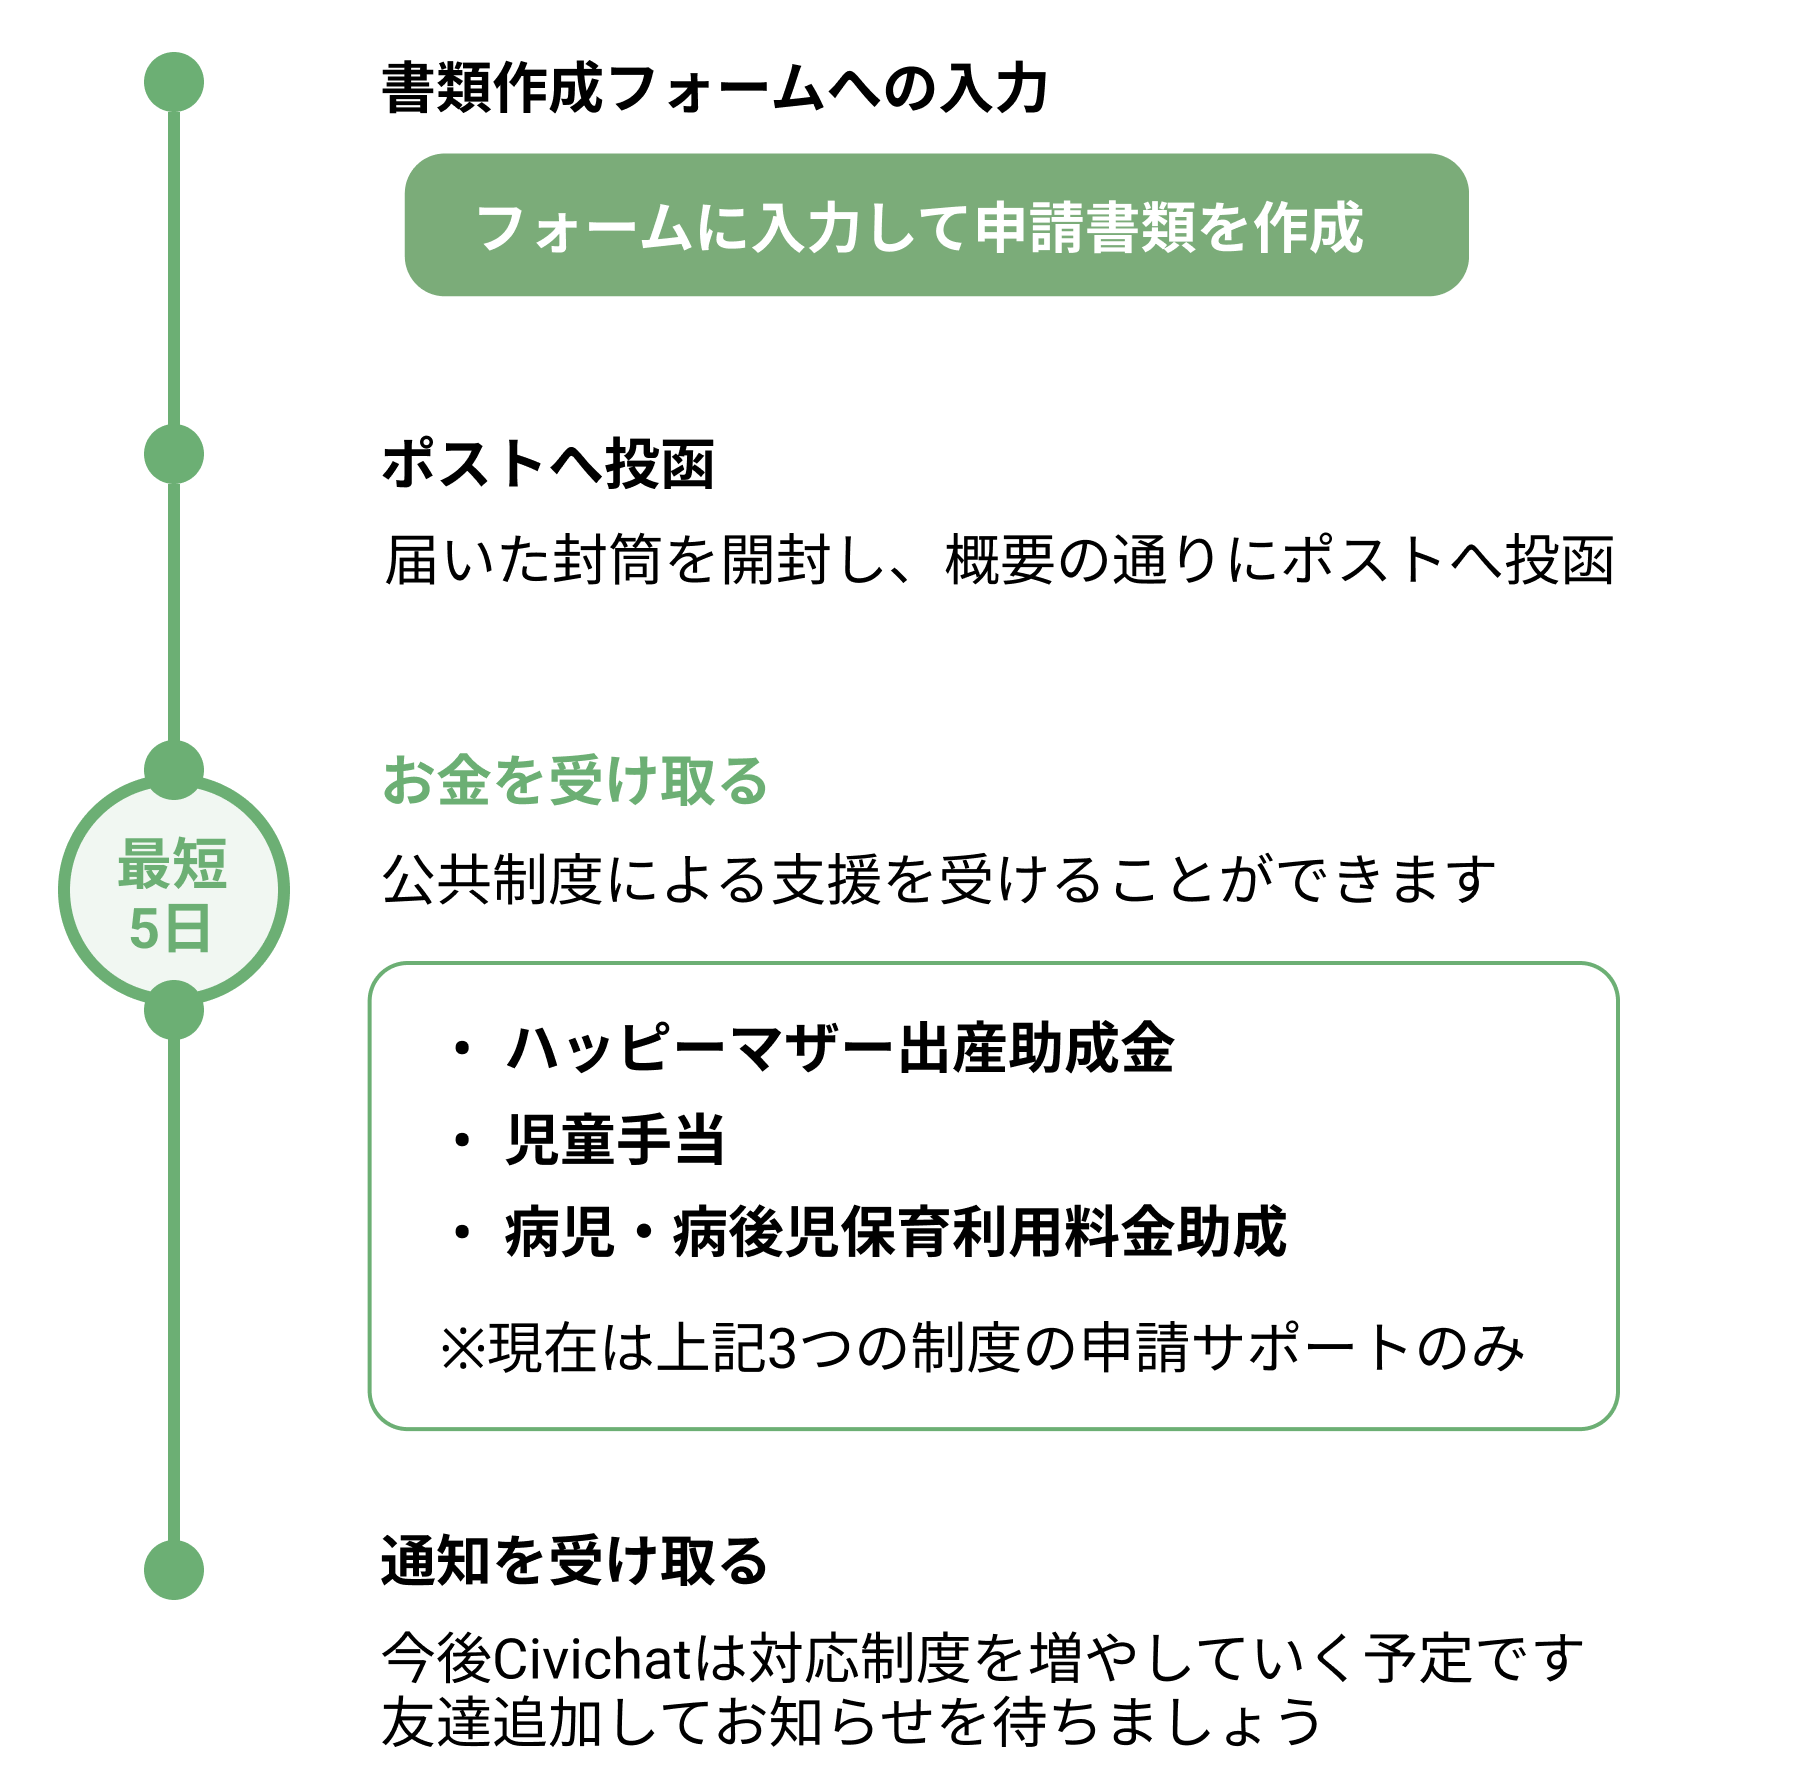 書類作成フォームへの入力
フォームに入力して申請書類を作成
ポストへ投函
届いた封筒を開封し、概要の通りにポストへ投函
最短
5日
お金を受け取る
公共制度による支援を受けることができます
・ ハッピーマザー出産助成金
・ 児童手当
・ 病児・病後児保育利用料金助成
※現在は上記3つの制度の申請サポートのみ
通知を受け取る
今後Civichatは対応制度を増やしていく予定です
友達追加してお知らせを待ちましょう